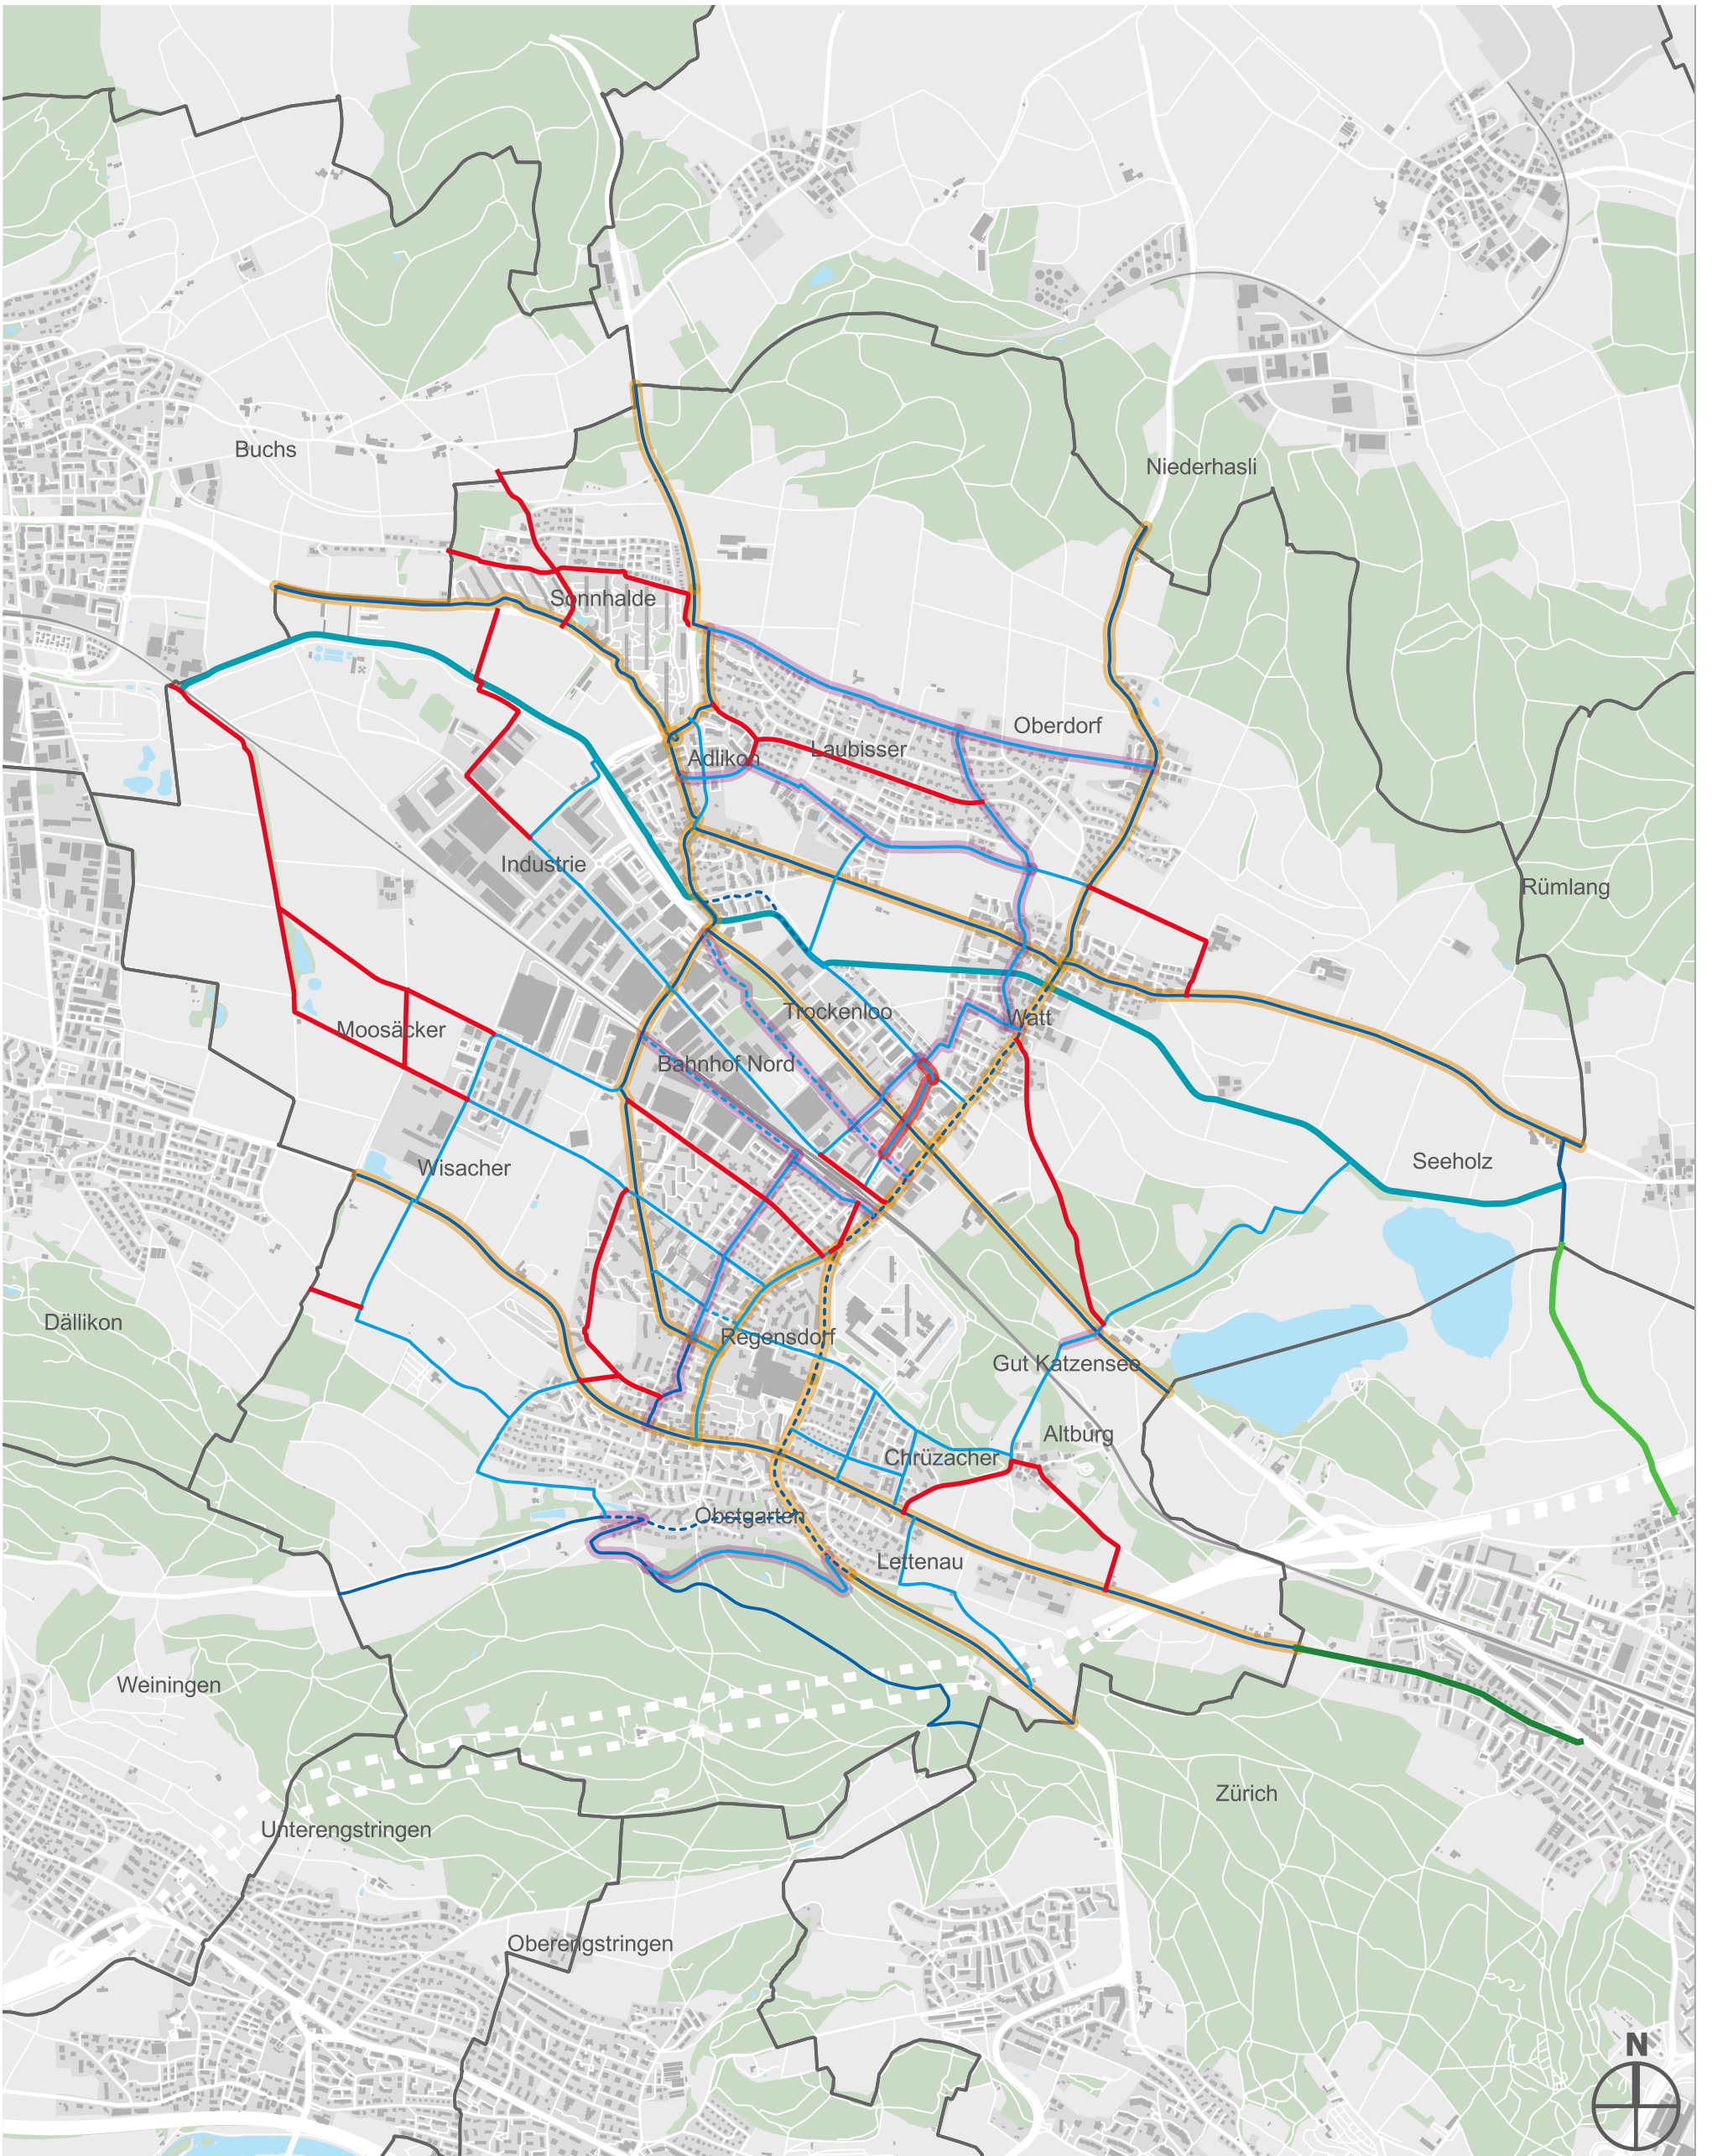 Buchs
Niederhasli
Sonnhalde
Oberdorf
Laubisser
Adlikon
Industrie
Rümlang
Trockenloo
Watt
Moosäcker
Bahnhof Nord
Seeholz
Wisacher
Dällikon
Regensdorf
Gut Katzensee
Altburg
Chrüzacher
Obstgarten
Lettenau
Weiningen
Zürich
Unterengstringen
Oberengstringen
N